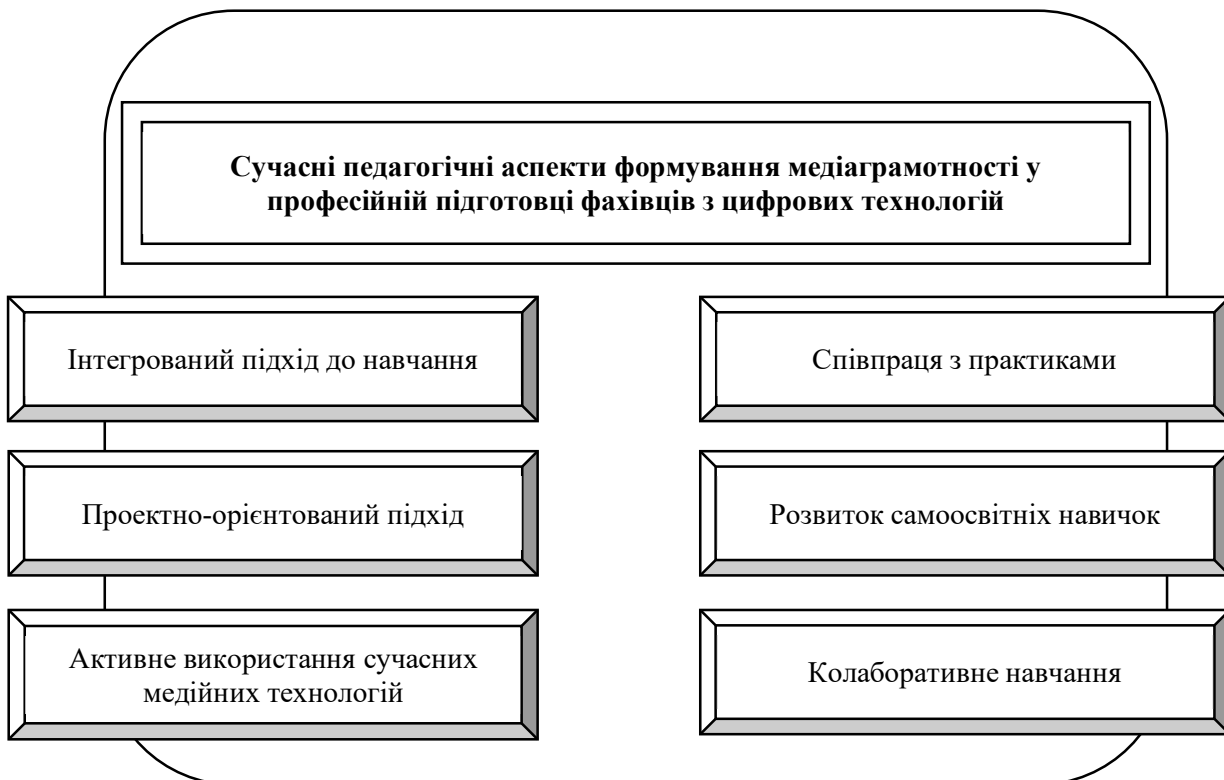 Сучасні педагогічні аспекти формування медіаграмотності у
професійній підготовці фахівців з цифрових технологій
Інтегрований підхід до навчання
Співпраця з практиками
Проектно-орієнтований підхід
Розвиток самоосвітніх навичок
Активне використання сучасних
медійних технологій
Колаборативне навчання